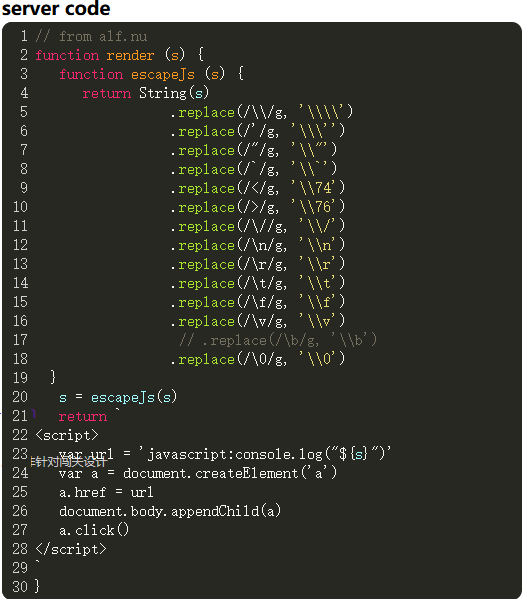 server code
1 // from alf.nu
2 function render (s) {
3 function escapeJs (s) {
4 return String(s)
5 .replace(/\\/g, '\\\\')
6 .replace(/'/g, '\\\'')
7 .replace(/"/g, '\\"')
8 .replace(/`/g, '\\`')
9 .replace(/</g, '\\74')
10 .replace(/>/g, '\\76')
11 .replace(/\//g, '\\/')
12 .replace(/\n/g, '\\n')
13 .replace(/\r/g, '\\r')
14 .replace(/\t/g, '\\t')
15 .replace(/\f/g, '\\f')
16 .replace(/\v/g, '\\v')
17 // .replace(/\b/g, '\\b')
18 .replace(/\0/g, '\\0')
19 }
20 s = escapeJs(s)
21 return `
22 <script>
23 var url = 'javascript:console.log("${s}")'
针对闯关设计
24 var a = document.createElement('a')
25 a.href = url
26 document.body.appendChild(a)
27 a.click()
28 </script>
29 `
30 }